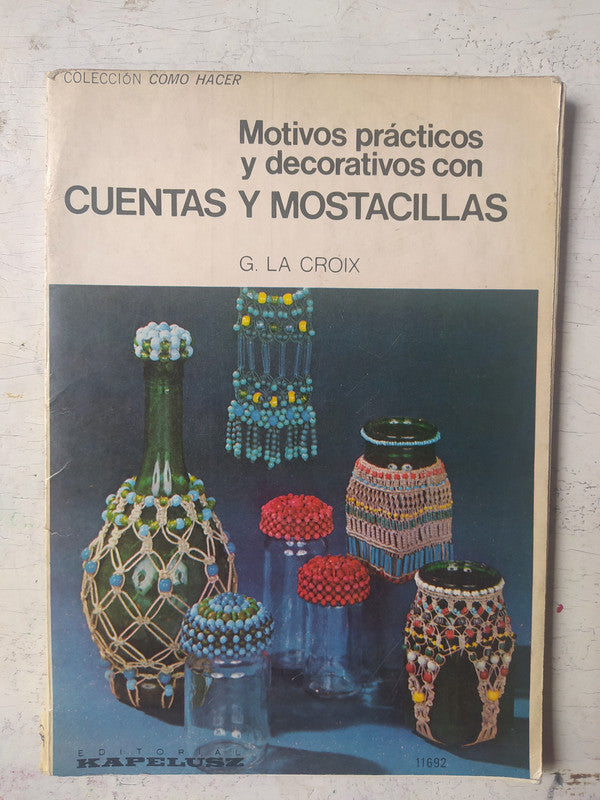 COLECCIÓN COMO HACER
Motivos prácticos
y decorativos con
CUENTAS Y MOSTACILLAS
G. LA CROIX
EDITORIAL
KAPELUSZ
11692